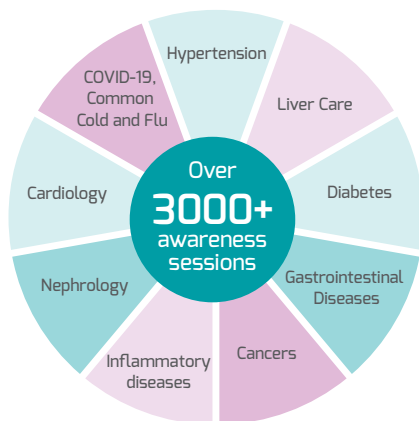 Hypertension
Liver Care
Diabetes
Gastrointestinal
Diseases
Cancers
Inflammatory
diseases
Nephrology
Cardiology
COVID-19,
Common
Cold and Flu
Over
3000+
awareness
sessions